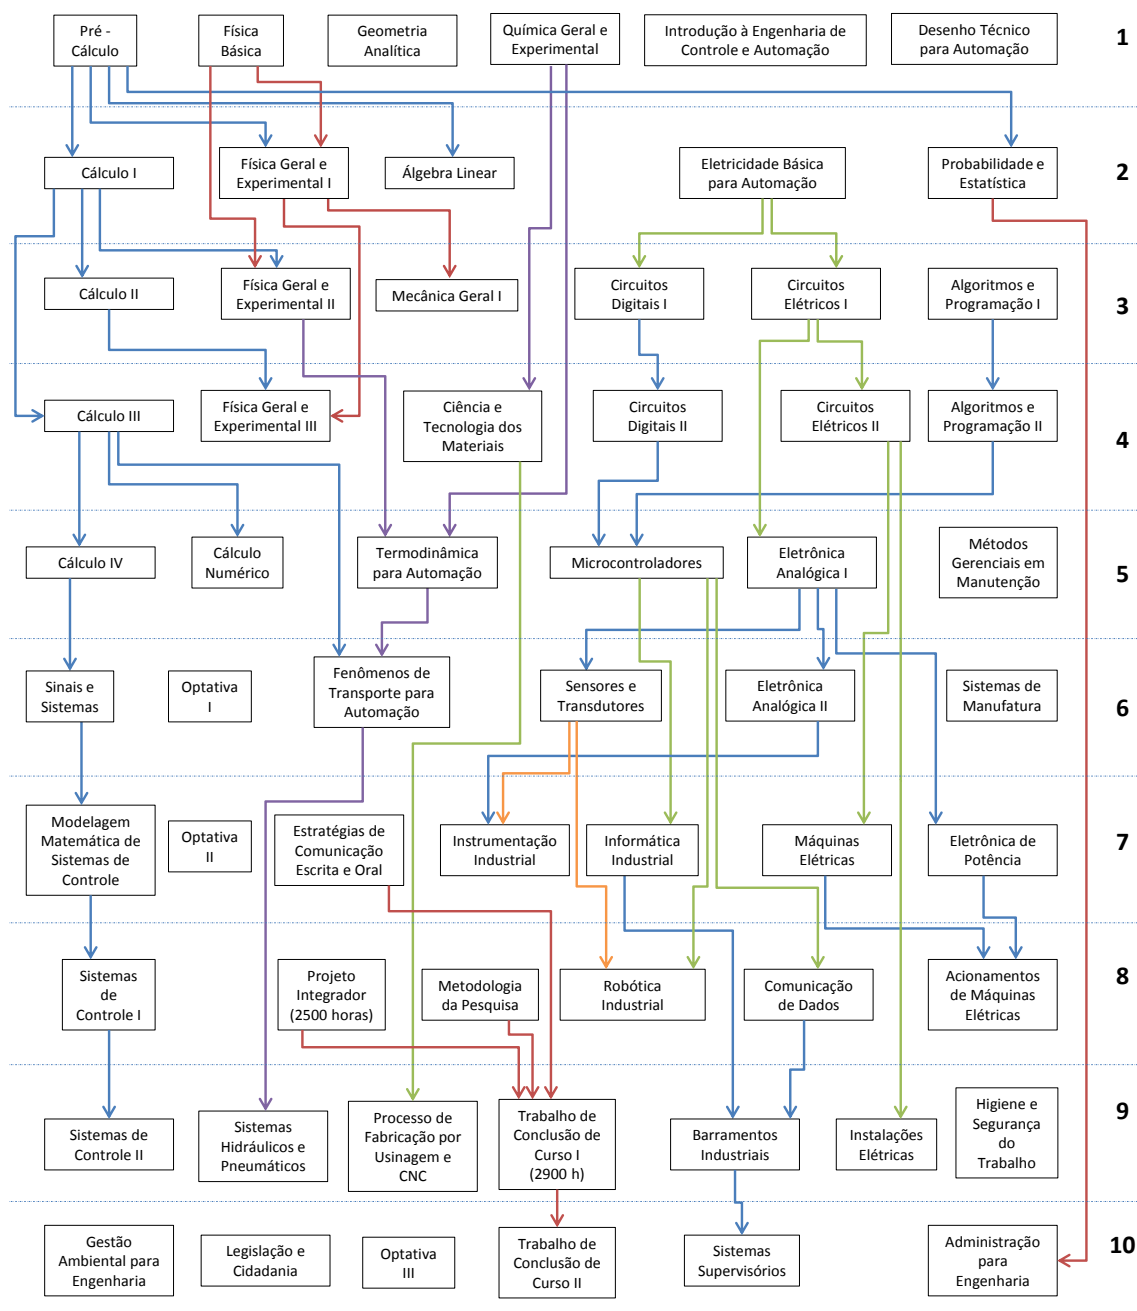 Pré -
Cálculo
Física
Básica
Geometria
Analítica
Química Geral e
Experimental
Introdução à Engenharia de
Controle e Automação
Desenho Técnico
para Automação
1
Cálculo I
Física Geral e
Experimental I
Álgebra Linear
Eletricidade Básica
para Automação
Probabilidade e
Estatística
2
Cálculo II
Física Geral e
Experimental II
Mecânica Geral I
Circuitos
Digitais I
Circuitos
Elétricos I
Algoritmos e
Programação I
3
Cálculo III
Física Geral e
Experimental III
Ciência e
Tecnologia dos
Materiais
Circuitos
Digitais II
Circuitos
Elétricos II
Algoritmos e
Programação II
4
Cálculo IV
Cálculo
Numérico
Termodinâmica
para Automação
Microcontroladores
Eletrônica
Analógica I
Métodos
Gerenciais em
Manutenção
5
Sinais e
Sistemas
Optativa
I
Fenômenos de
Transporte para
Automação
Sensores e
Transdutores
Eletrônica
Analógica II
Sistemas de
Manufatura
6
Modelagem
Matemática de
Sistemas de
Controle
Optativa
II
Estratégias de
Comunicação
Escrita e Oral
Instrumentação
Industrial
Informática
Industrial
Máquinas
Elétricas
Eletrônica de
Potência
7
Sistemas
de
Controle I
Projeto
Integrador
(2500 horas)
Metodologia
da Pesquisa
Robótica
Industrial
Comunicação
de Dados
Acionamentos
de Máquinas
Elétricas
8
Sistemas de
Controle II
Sistemas
Hidráulicos e
Pneumáticos
Processo de
Fabricação por
Usinagem e
CNC
Trabalho de
Conclusão de
Curso I
(2900 h)
Barramentos
Industriais
Instalações
Elétricas
Higiene e
Segurança
do
Trabalho
9
Gestão
Ambiental para
Engenharia
Legislação e
Cidadania
Optativa
III
Trabalho de
Conclusão de
Curso II
Sistemas
Supervisórios
Administração
para
Engenharia
10